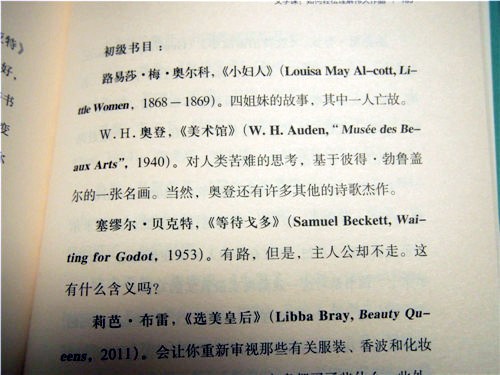 初级书目：
路易莎·梅·奥尔科，《小妇人》（Louisa May Al-cott, Li-
ttle Women, 1868－1869）。四姐妹的故事，其中一人亡故。
W. H. 奥登，《美术馆》（W. H. Auden, “Musée des Be-
aux Arts”, 1940）。对人类苦难的思考，基于彼得·勃鲁盖
尔的一张名画。当然，奥登还有许多其他的诗歌杰作。
塞缪尔·贝克特，《等待戈多》（Samuel Beckett, Wai-
ting for Godot, 1953）。有路，但是，主人公却不走。这
有什么含义吗？
莉芭·布雷，《选美皇后》（Libba Bray, Beauty Qu-
eens, 2011）。会让你重新审视那些有关服装、香波和化妆
克特》
好，
书
变
示